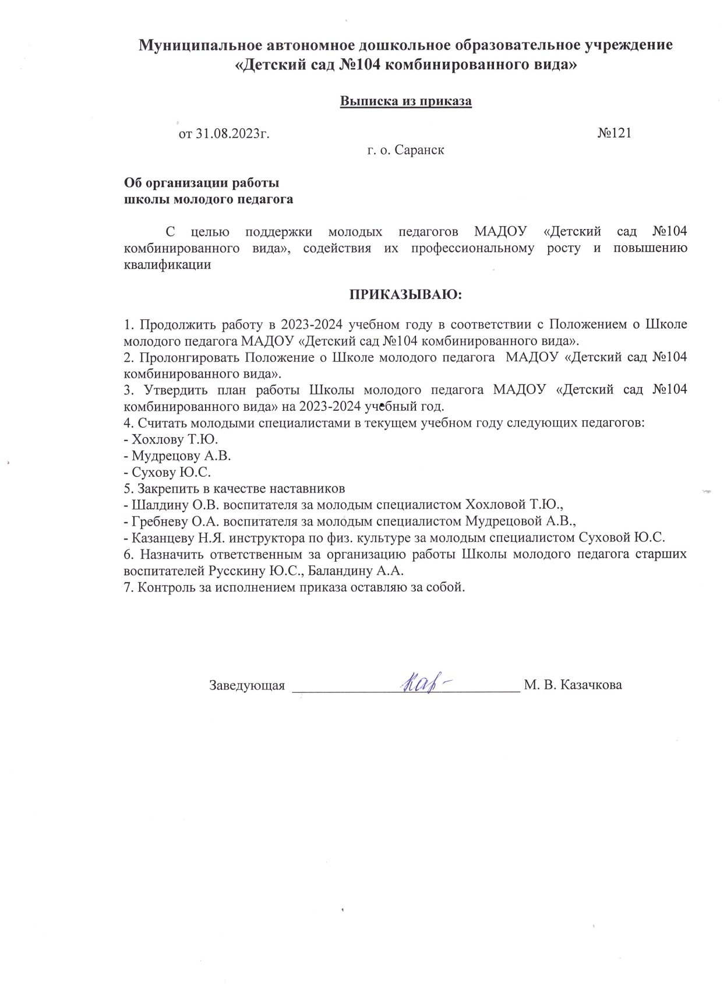 Муниципальное автономное дошкольное образовательное учреждение
«Детский сад №104 комбинированного вида»
Выписка из приказа
от 31.08.2023г. №121
г. о. Саранск
Об организации работы
школы молодого педагога
С целью поддержки молодых педагогов МАДОУ «Детский сад №104
комбинированного вида», содействия их профессиональному росту и повышению
квалификации
ПРИКАЗЫВАЮ:
1. Продолжить работу в 2023-2024 учебном году в соответствии с Положением о Школе
молодого педагога МАДОУ «Детский сад №104 комбинированного вида».
2. Пролонгировать Положение о Школе молодого педагога МАДОУ «Детский сад №104
комбинированного вида».
3. Утвердить план работы Школы молодого педагога МАДОУ «Детский сад №104
комбинированного вида» на 2023-2024 учебный год.
4. Считать молодыми специалистами в текущем учебном году следующих педагогов:
- Хохлову Т.Ю.
- Мудрецову А.В.
- Сухову Ю.С.
5. Закрепить в качестве наставников
- Шалдину О.В. воспитателя за молодым специалистом Хохловой Т.Ю.,
- Гребневу О.А. воспитателя за молодым специалистом Мудрецовой А.В.,
- Казанцеву Н.Я. инструктора по физ. культуре за молодым специалистом Суховой Ю.С.
6. Назначить ответственным за организацию работы Школы молодого педагога старших
воспитателей Русскину Ю.С., Баландину А.А.
7. Контроль за исполнением приказа оставляю за собой.
Заведующая М. В. Казачкова